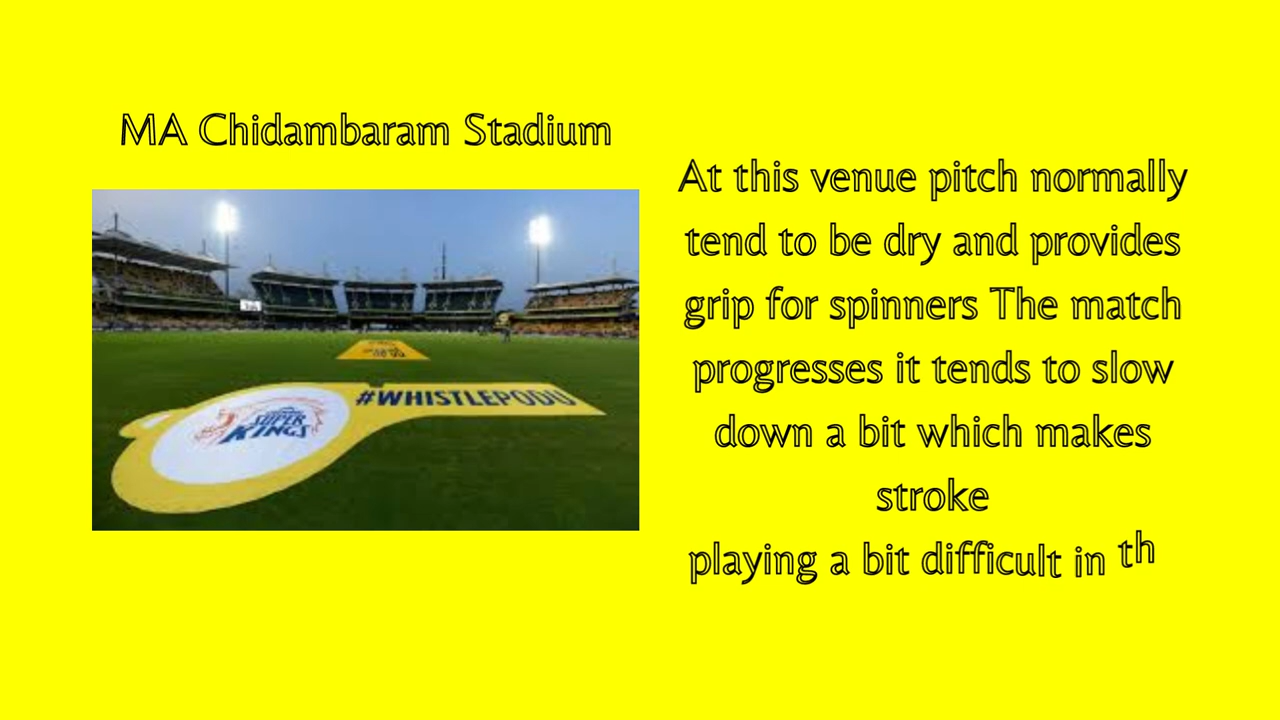 MA Chidambaram Stadium
At this venue pitch normally
tend to be dry and provides
grip for spinners The match
progresses it tends to slow
down a bit which makes
stroke
playing a bit difficult in th
#WHISTLEPODU
SUPER
KINGS